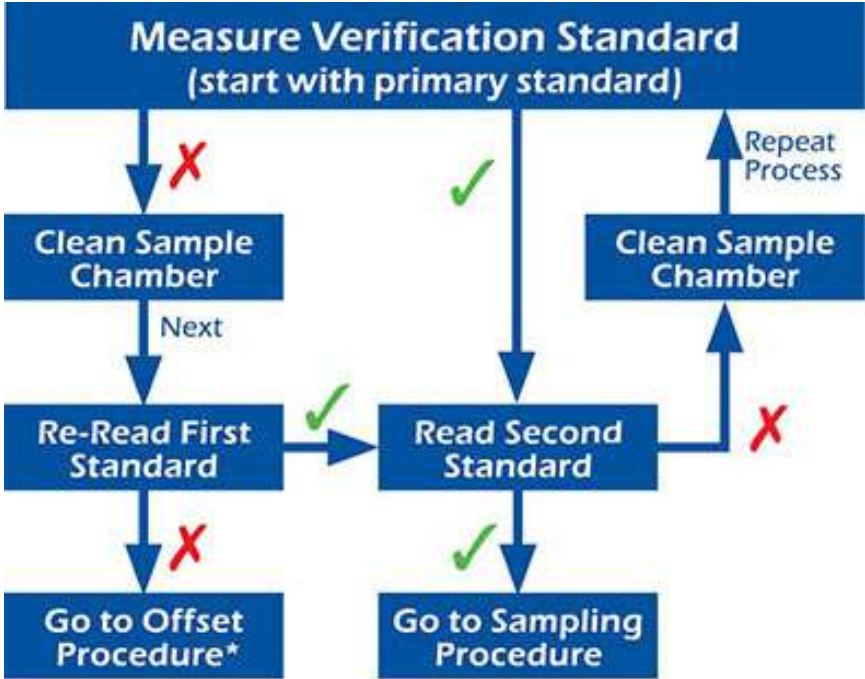 Measure Verification Standard
(start with primary standard)
Repeat
Process
Clean Sample
Chamber
Clean Sample
Chamber
Next
Re-Read First
Standard
Read Second
Standard
Go to Offset
Procedure*
Go to Sampling
Procedure